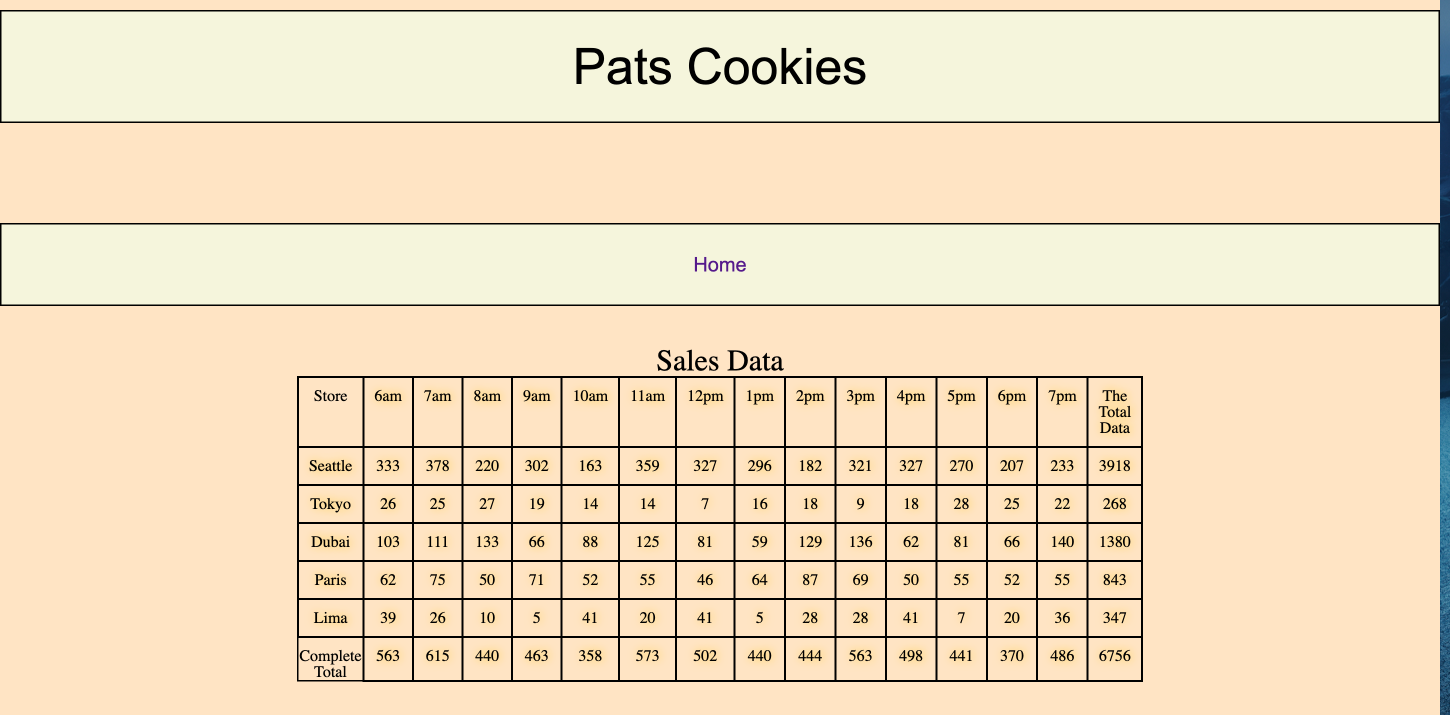 Pats Cookies
Home
Sales Data
Store 6am 7am 8am 9am 10am 11am 12pm 1pm 2pm 3pm 4pm 5pm 6pm 7pm The Total Data
Seattle 333 378 220 302 163 359 327 296 182 321 327 270 207 233 3918
Tokyo 26 25 27 19 14 14 7 16 18 9 18 28 25 22 268
Dubai 103 111 133 66 88 125 81 59 129 136 62 81 66 140 1380
Paris 62 75 50 71 52 55 46 64 87 69 50 55 52 55 843
Lima 39 26 10 5 41 20 41 5 28 28 41 7 20 36 347
Complete Total 563 615 440 463 358 573 502 440 444 563 498 441 370 486 6756